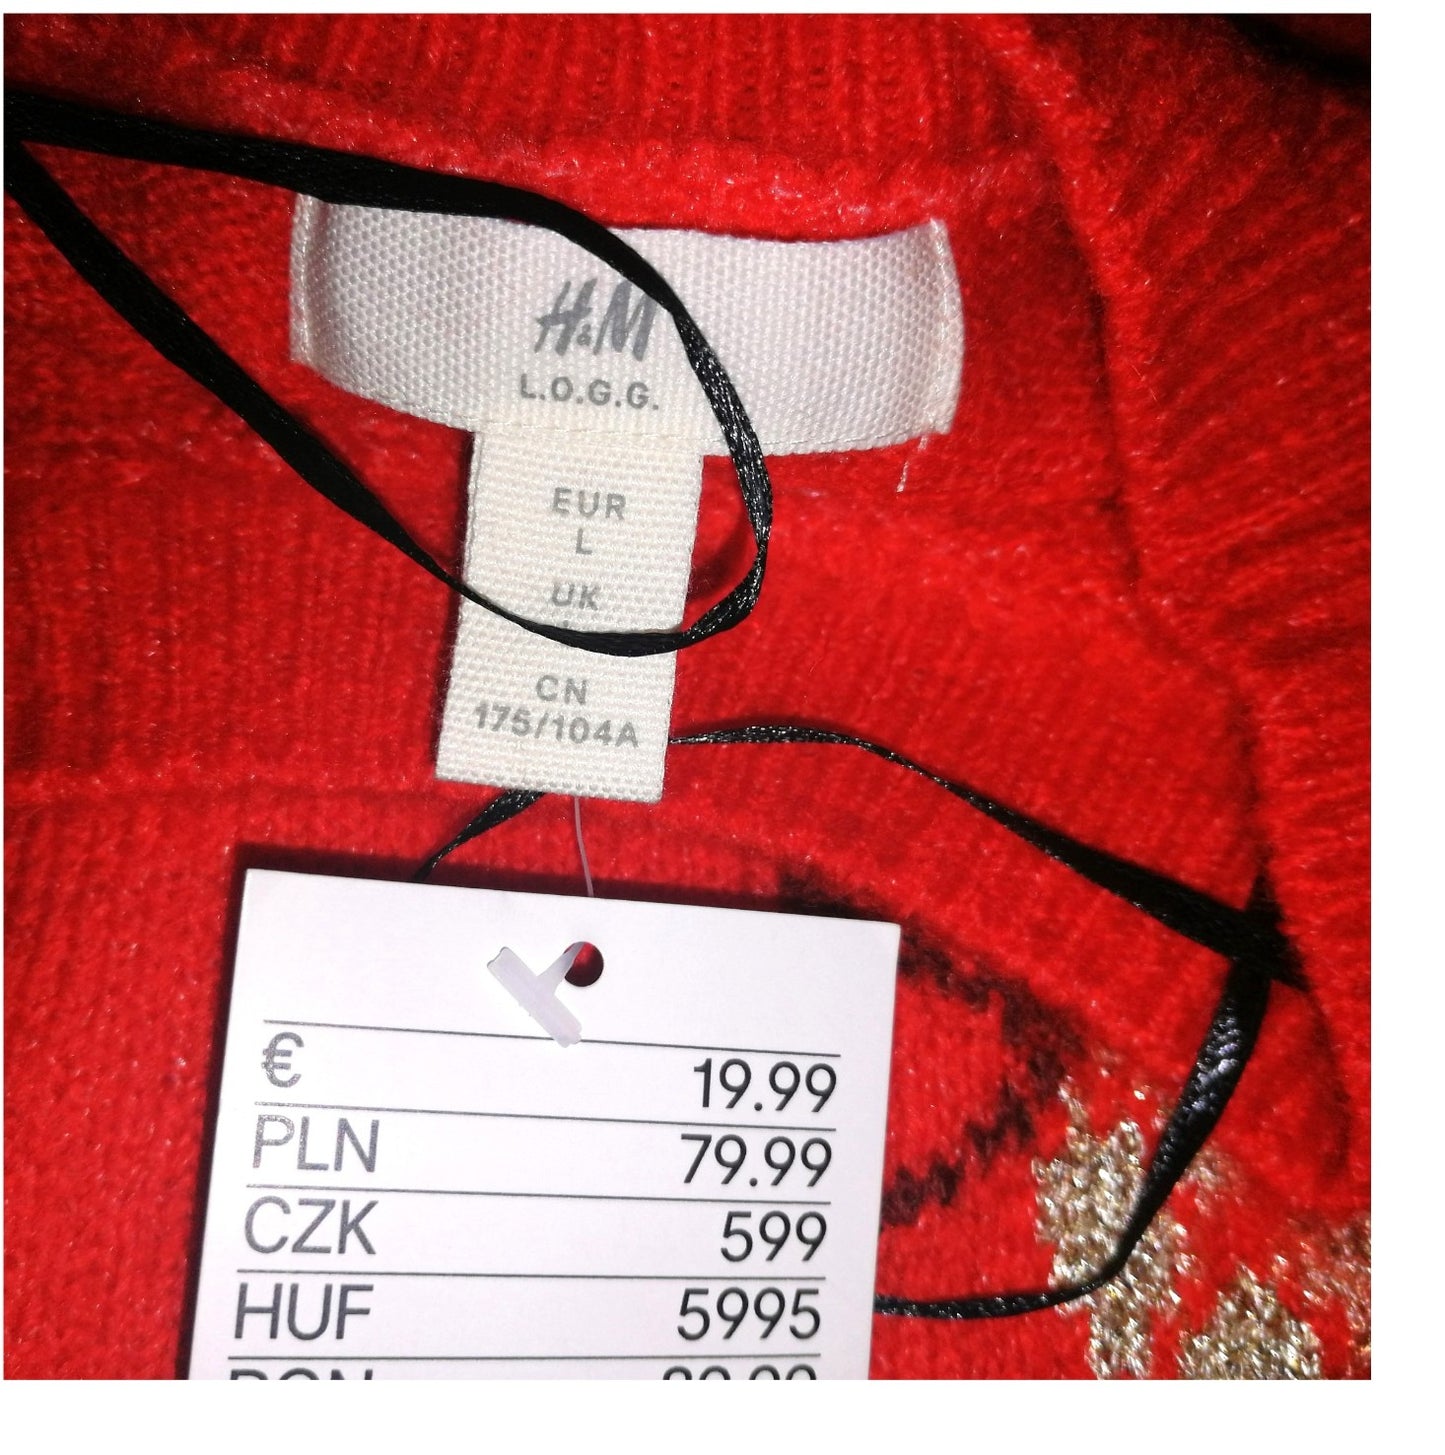 H&M
L.O.G.G.
EUR
L
UK
CN
175/104A
€ 19.99
PLN 79.99
CZK 599
HUF 5995